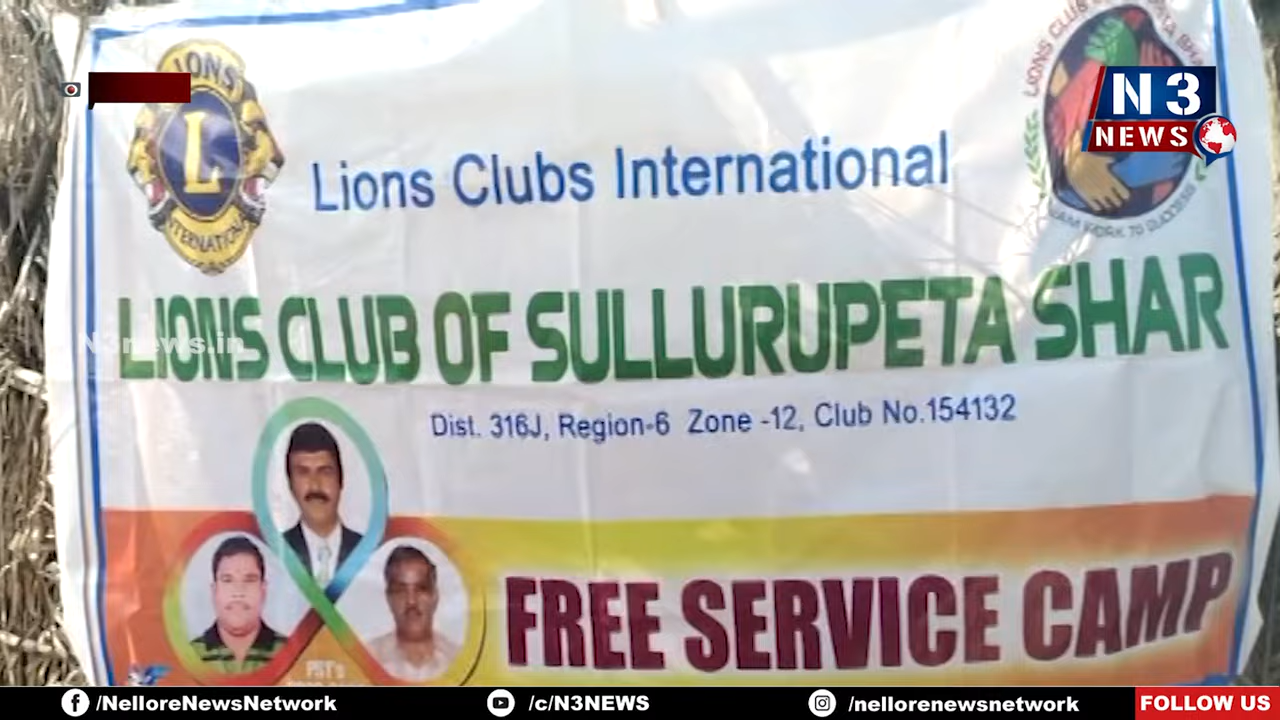 LIONS
L
INTERNATIONAL
N3
NEWS
Lions Clubs International
LIONS CLUB OF SULLURUPETA SHAR
N3news.in
Dist. 316J, Region-6 Zone -12, Club No.154132
FREE SERVICE CAMP
PST's
/NelloreNewsNetwork
/c/N3NEWS
/nellorenewsnetwork
FOLLOW US